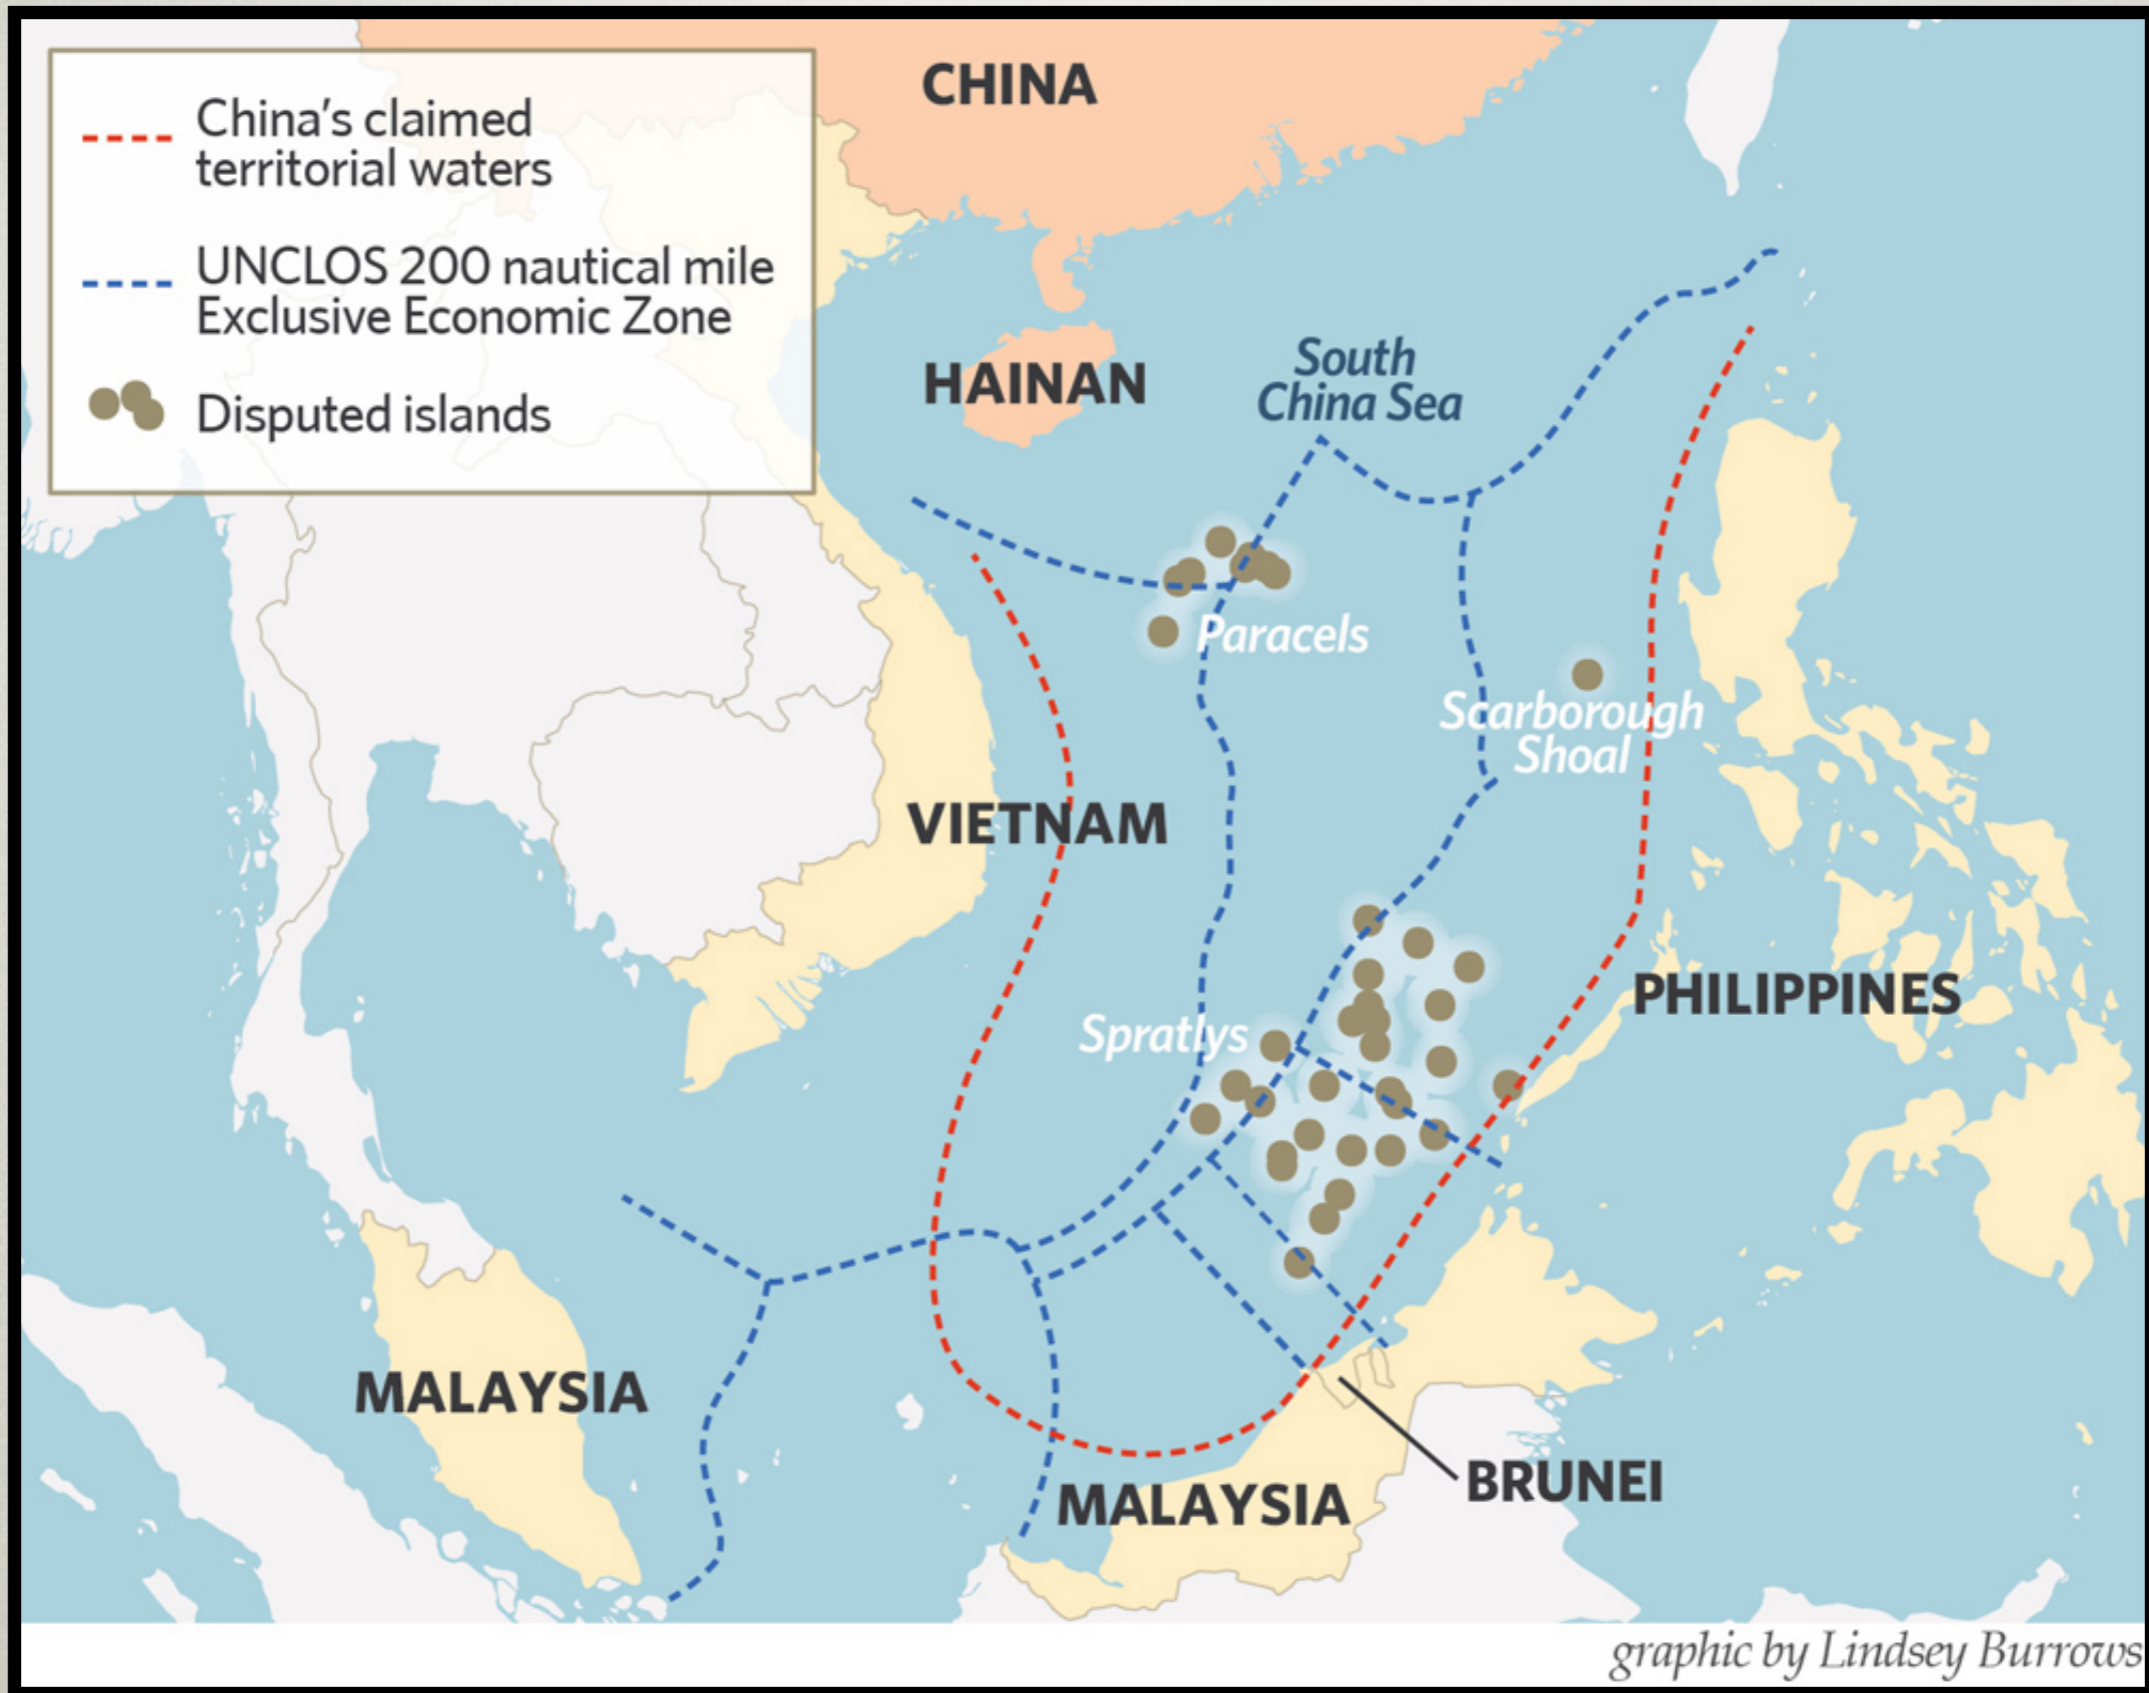 China's claimed
territorial waters
UNCLOS 200 nautical mile
Exclusive Economic Zone
Disputed islands
CHINA
HAINAN
South
China Sea
Paracels
Scarborough
Shoal
VIETNAM
PHILIPPINES
Spratlys
MALAYSIA
BRUNEI
MALAYSIA
graphic by Lindsey Burrows